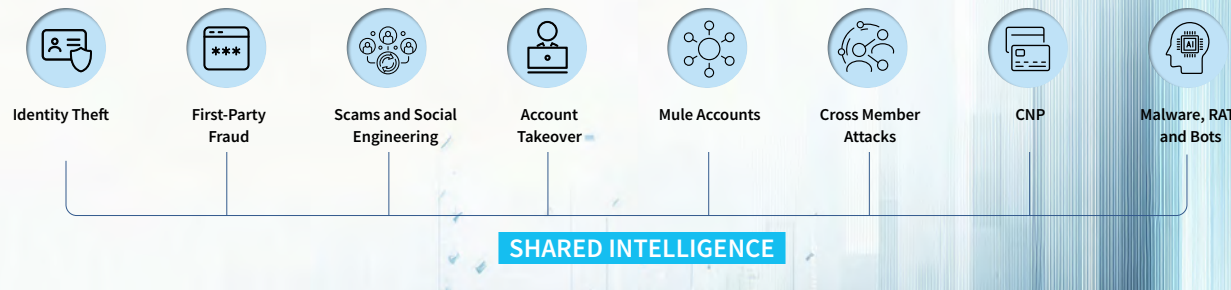 ***
AI
Identity Theft
First-Party
Fraud
Scams and Social
Engineering
Account
Takeover
Mule Accounts
Cross Member
Attacks
CNP
Malware, RAT
and Bots
SHARED INTELLIGENCE